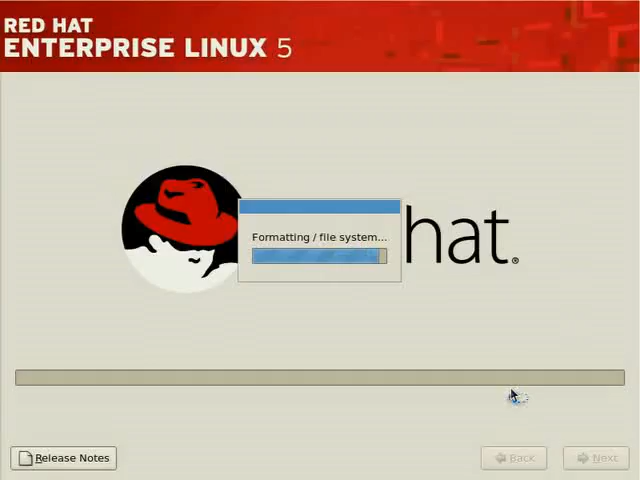 RED HAT
ENTERPRISE LINUX 5
Formatting / file system...
hat.®
Release Notes
Back
Next